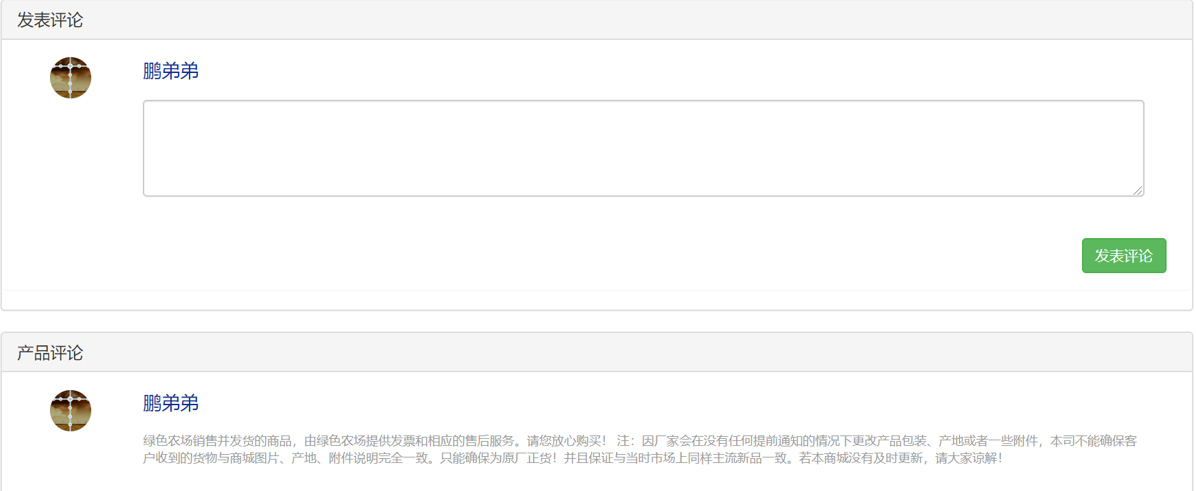 发表评论
鹏弟弟
发表评论
产品评论
鹏弟弟
绿色农场销售并发货的商品，由绿色农场提供发票和相应的售后服务。请您放心购买！ 注：因厂家会在没有任何提前通知的情况下更改产品包装、产地或者一些附件，本司不能确保客
户收到的货物与商城图片、产地、附件说明完全一致。只能确保为原厂正货！并且保证与当时市场上同样主流新品一致。若本商城没有及时更新，请大家谅解！